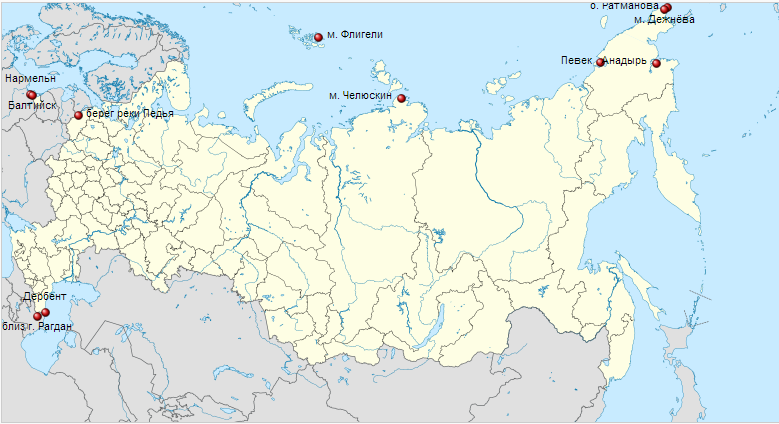 о. Ратманова
м. Дежнёва
м. Флигели
Певек
Анадырь
Нармельн
м. Челюскин
Балтийск
берег реки Педья
Дербент
близ г. Рагдан